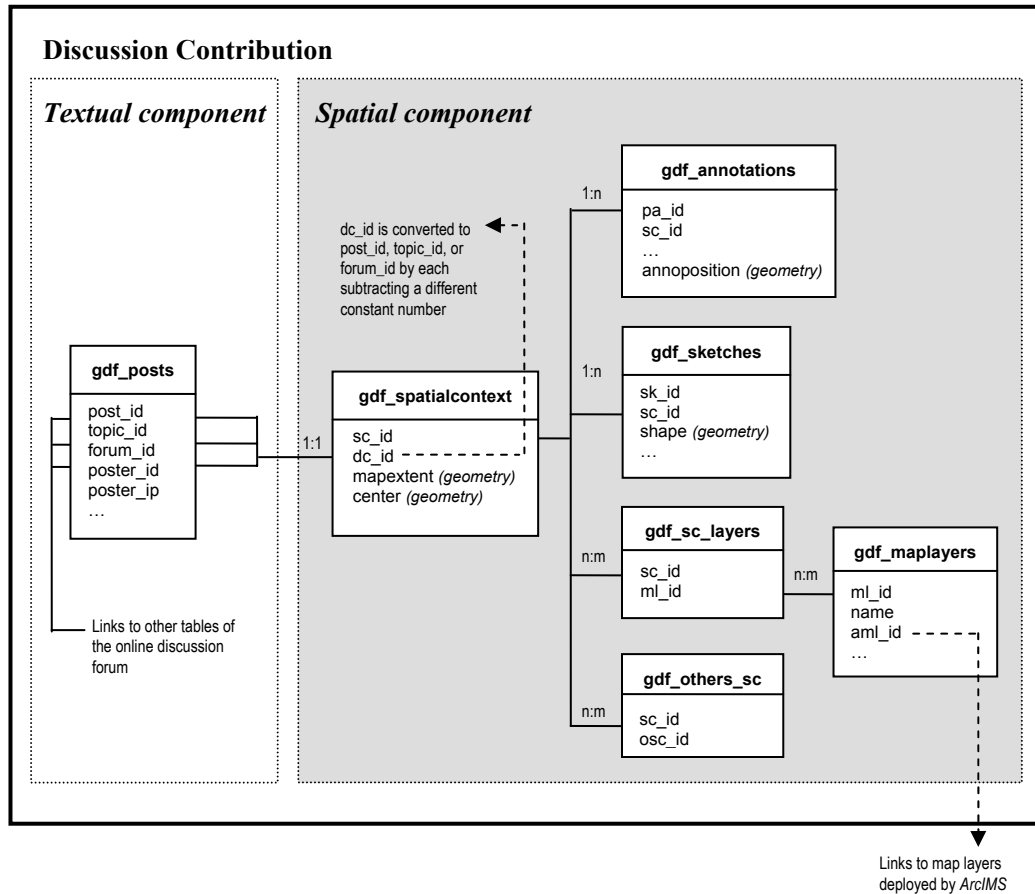 Discussion Contribution
Textual component
Spatial component
gdf_posts
post_id
topic_id
forum_id
poster_id
poster_ip
…
Links to other tables of
the online discussion
forum
1:1
dc_id is converted to
post_id, topic_id, or
forum_id by each
subtracting a different
constant number
gdf_spatialcontext
sc_id
dc_id
mapextent (geometry)
center (geometry)
1:n
gdf_annotations
pa_id
sc_id
…
annoposition (geometry)
1:n
gdf_sketches
sk_id
sc_id
shape (geometry)
…
n:m
gdf_sc_layers
sc_id
ml_id
n:m
gdf_maplayers
ml_id
name
aml_id
…
n:m
gdf_others_sc
sc_id
osc_id
Links to map layers
deployed by ArcIMS